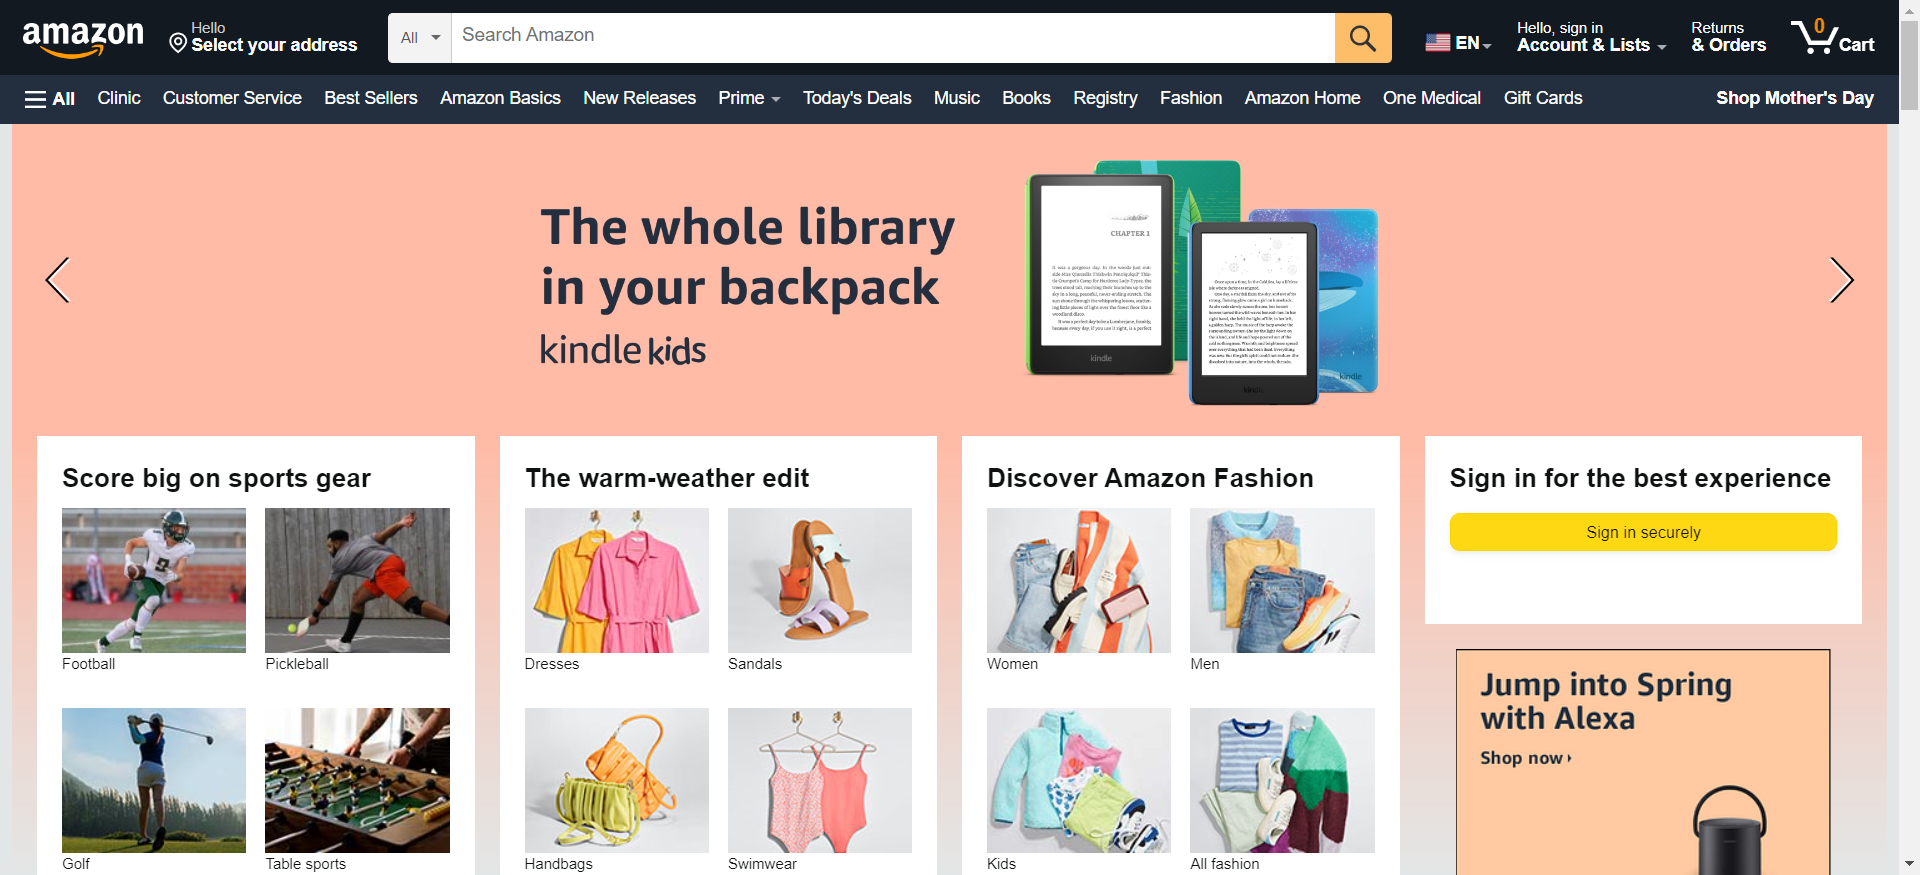 amazon
Hello
Select your address
All
Search Amazon
EN
Hello, sign in
Account & Lists
Returns
& Orders
0
Cart
All
Clinic
Customer Service
Best Sellers
Amazon Basics
New Releases
Prime
Today's Deals
Music
Books
Registry
Fashion
Amazon Home
One Medical
Gift Cards
Shop Mother's Day
The whole library
in your backpack
kindle kids
CHAPTER 1
kindle
kindle
Score big on sports gear
Football
Pickleball
Golf
Table sports
The warm-weather edit
Dresses
Sandals
Handbags
Swimwear
Discover Amazon Fashion
Women
Men
Kids
All fashion
Sign in for the best experience
Sign in securely
Jump into Spring
with Alexa
Shop now